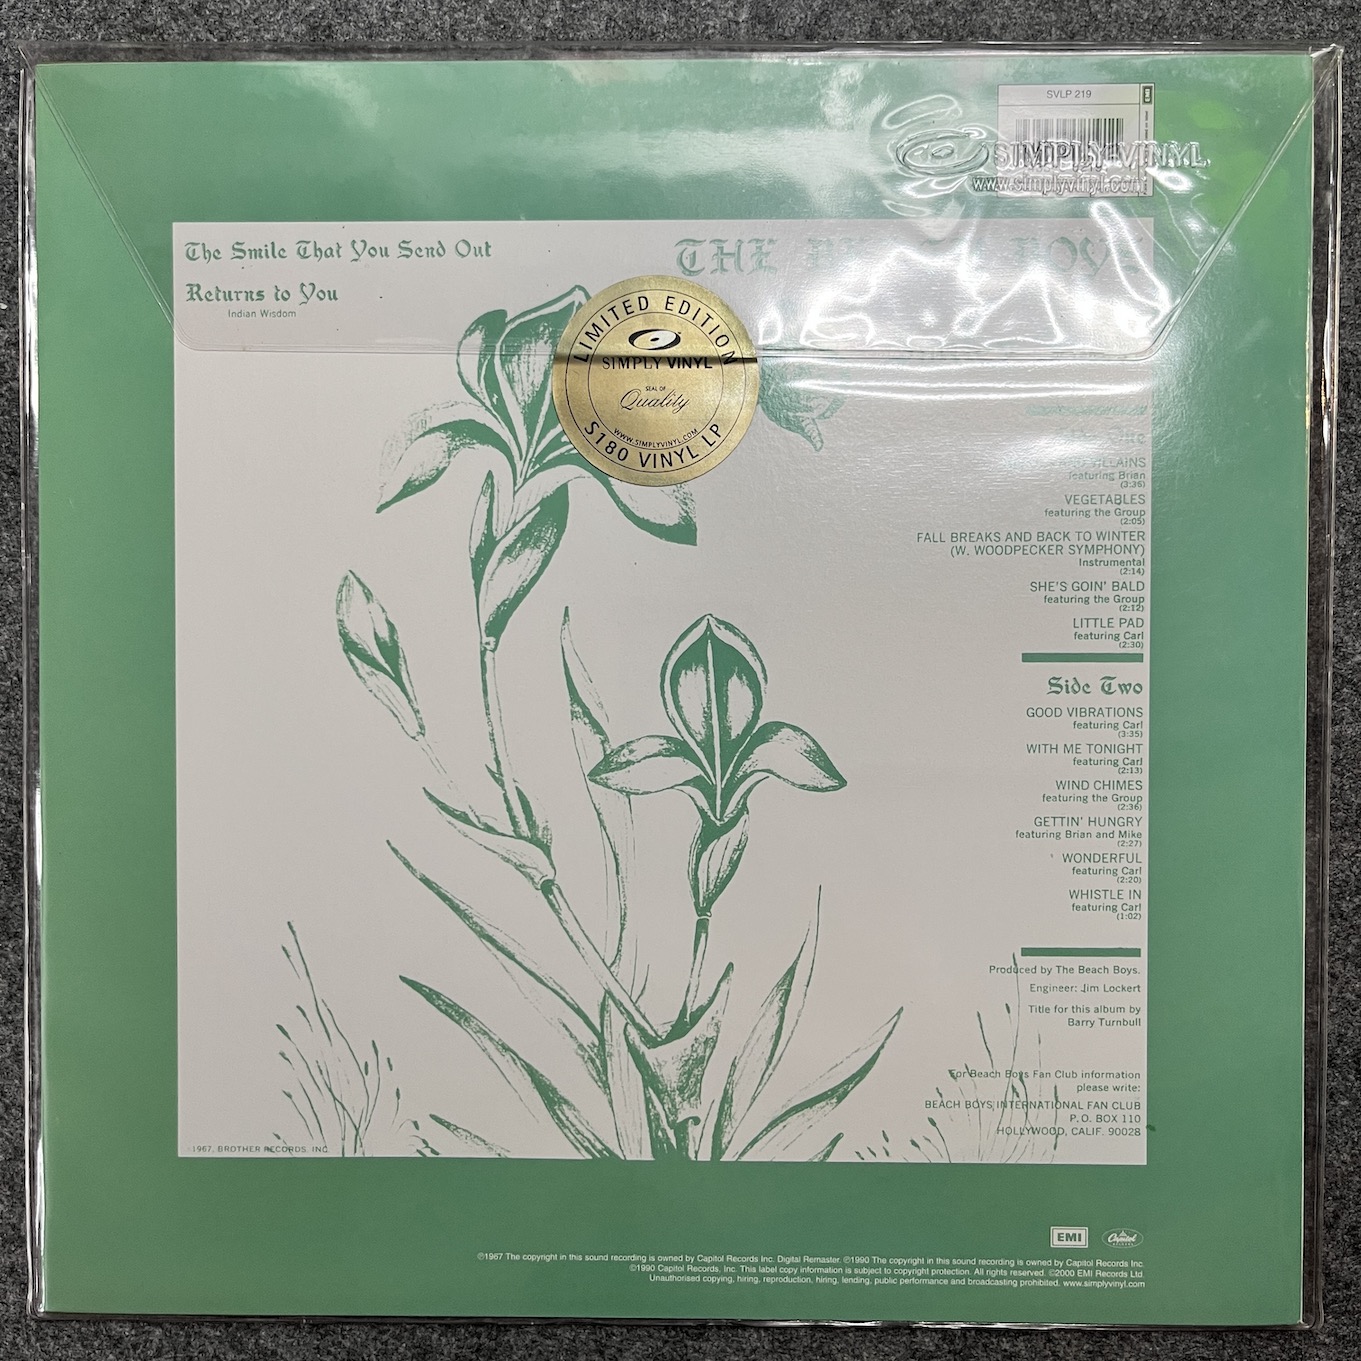 SVLP 219
EMI
SIMPLY VINYL
www.simplyvinyl.com
The Smile That You Send Out
Returns to You
Indian Wisdom
THE
LIMITED EDITION
SIMPLY VINYL
SEAL OF
Quality
WWW.SIMPLYVINYL.COM
S180 VINYL LP
VILLAINS
featuring Brian
(3:36)
VEGETABLES
featuring the Group
(2:05)
FALL BREAKS AND BACK TO WINTER
(W. WOODPECKER SYMPHONY)
Instrumental
(2:14)
SHE'S GOIN' BALD
featuring the Group
(2:12)
LITTLE PAD
featuring Carl
(2:30)
Side Two
GOOD VIBRATIONS
featuring Carl
(3:35)
WITH ME TONIGHT
featuring Carl
(2:13)
WIND CHIMES
featuring the Group
(2:36)
GETTIN' HUNGRY
featuring Brian and Mike
(2:27)
WONDERFUL
featuring Carl
(2:20)
WHISTLE IN
featuring Carl
(1:02)
Produced by The Beach Boys.
Engineer: Jim Lockert
Title for this album by
Barry Turnbull
For Beach Boys Fan Club information
please write:
BEACH BOYS INTERNATIONAL FAN CLUB
P.O. BOX 110
HOLLYWOOD, CALIF. 90028
1967, BROTHER RECORDS, INC.
EMI
Capitol
℗1967 The copyright in this sound recording is owned by Capitol Records Inc. Digital Remaster. ℗1990 The copyright in this sound recording is owned by Capitol Records Inc.
©1990 Capitol Records, Inc. This label copy information is subject to copyright protection. All rights reserved. ©2000 EMI Records Ltd.
Unauthorised copying, hiring, reproduction, hiring, lending, public performance and broadcasting prohibited. www.simplyvinyl.com